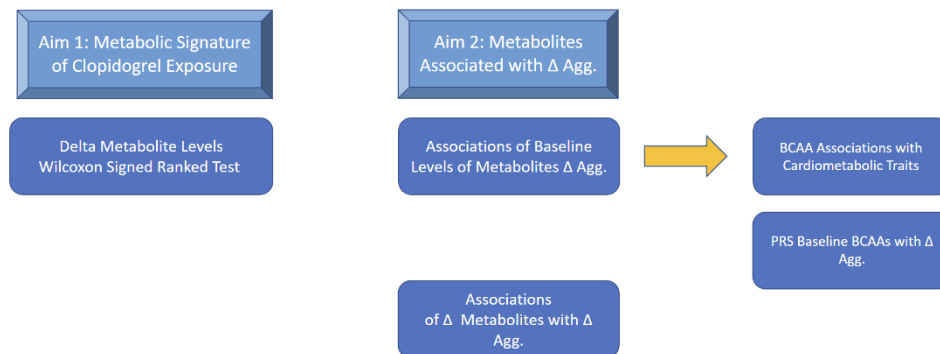 Aim 1: Metabolic Signature
of Clopidogrel Exposure
Delta Metabolite Levels
Wilcoxon Signed Ranked Test
Aim 2: Metabolites
Associated with Δ Agg.
Associations of Baseline
Levels of Metabolites Δ Agg.
Associations
of Δ Metabolites with Δ
Agg.
BCAA Associations with
Cardiometabolic Traits
PRS Baseline BCAAs with Δ
Agg.